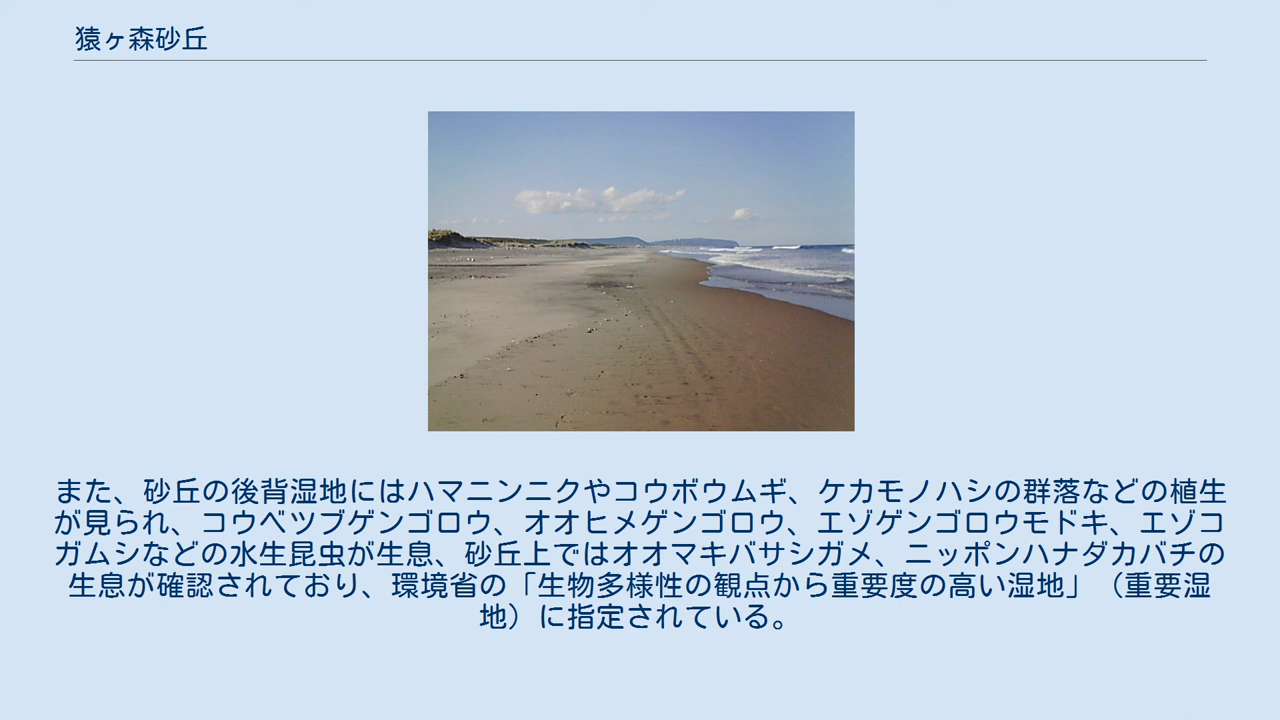 猿ヶ森砂丘
また、砂丘の後背湿地にはハマニンニクやコウボウムギ、ケカモノハシの群落などの植生
が見られ、コウベツブゲンゴロウ、オオヒメゲンゴロウ、エゾゲンゴロウモドキ、エゾコ
ガムシなどの水生昆虫が生息、砂丘上ではオオマキバサシガメ、ニッポンハナダカバチの
生息が確認されており、環境省の「生物多様性の観点から重要度の高い湿地」（重要湿
地）に指定されている。